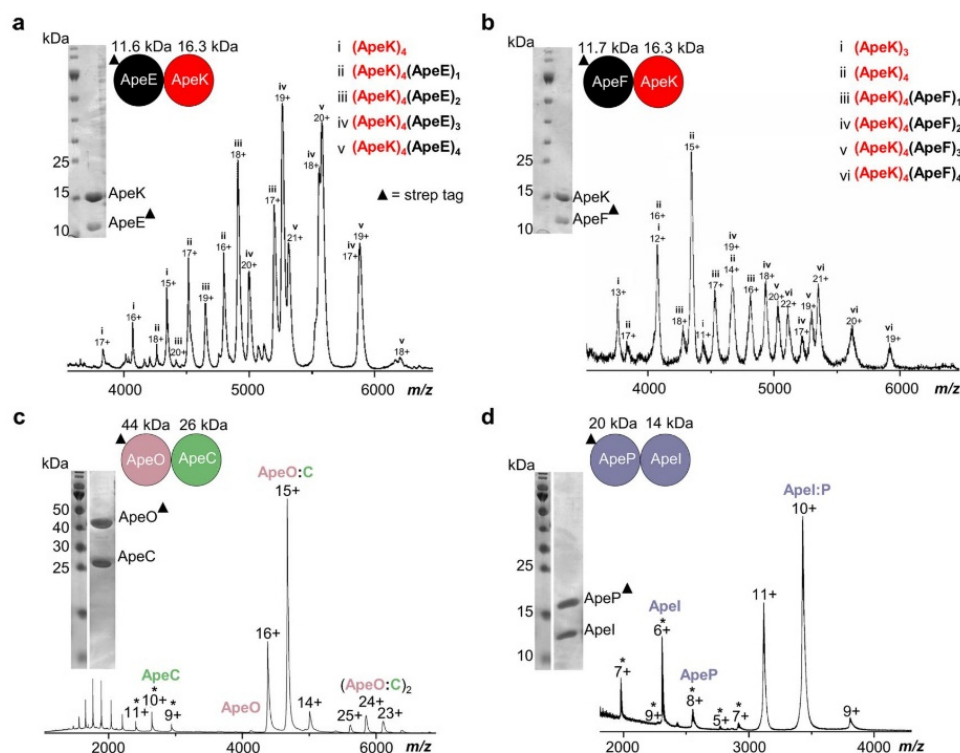 a
kDa
11.6 kDa 16.3 kDa
▲
ApeE ApeK
i (ApeK)4
ii (ApeK)4(ApeE)1
iii (ApeK)4(ApeE)2
iv (ApeK)4(ApeE)3
v (ApeK)4(ApeE)4
▲ = strep tag
25
15
10
ApeK
ApeE▲
i
17+
i
16+
ii
18+
i
15+
iii
20+
ii
17+
iii
19+
ii
16+
iii
18+
iv
20+
iii
17+
iv
19+
v
21+
iv
18+
v
20+
iv
17+
v
19+
v
18+
4000 5000 6000 m/z
b
kDa
11.7 kDa 16.3 kDa
▲
ApeF ApeK
i (ApeK)3
ii (ApeK)4
iii (ApeK)4(ApeF)1
iv (ApeK)4(ApeF)2
v (ApeK)4(ApeF)3
vi (ApeK)4(ApeF)4
25
15
10
ApeK
ApeF▲
i
13+
ii
17+
ii
16+
i
12+
iii
18+
ii
15+
i
11+
iii
17+
iv
19+
ii
14+
iii
16+
iv
18+
v
20+
vi
22+
iv
17+
v
19+
vi
21+
vi
20+
vi
19+
4000 5000 6000 m/z
c
kDa
44 kDa 26 kDa
▲
ApeO ApeC
50
40
30
25
ApeO▲
ApeC
ApeC
*
11+
*
10+
*
9+
ApeO
ApeO:C
16+
15+
14+
(ApeO:C)2
25+
24+
23+
2000 4000 6000 m/z
d
kDa
20 kDa 14 kDa
▲
ApeP ApeI
25
15
10
ApeP▲
ApeI
ApeI
*
7+
*
9+
*
6+
ApeP
*
8+
*
5+
*
7+
ApeI:P
11+
10+
9+
2000 3000 4000 m/z